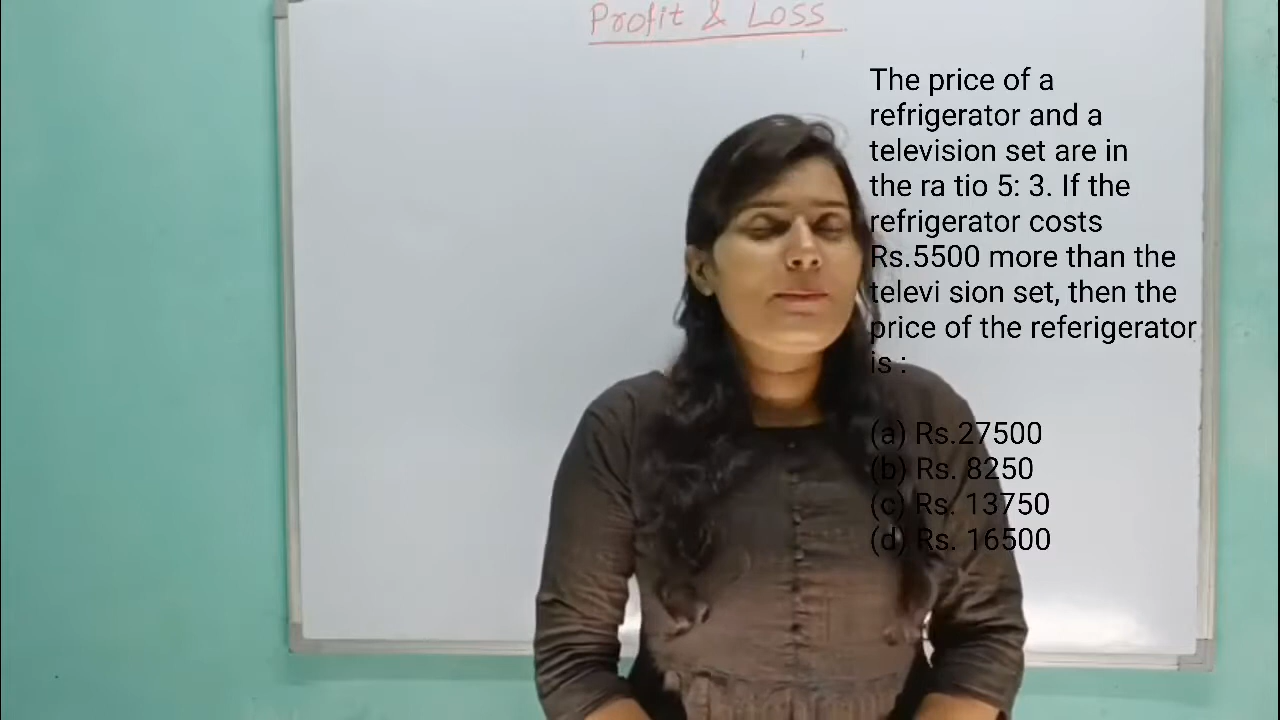 Profit & Loss
The price of a
refrigerator and a
television set are in
the ra tio 5: 3. If the
refrigerator costs
Rs.5500 more than the
televi sion set, then the
price of the referigerator
is :
(a) Rs.27500
(b) Rs. 8250
(c) Rs. 13750
(d) Rs. 16500